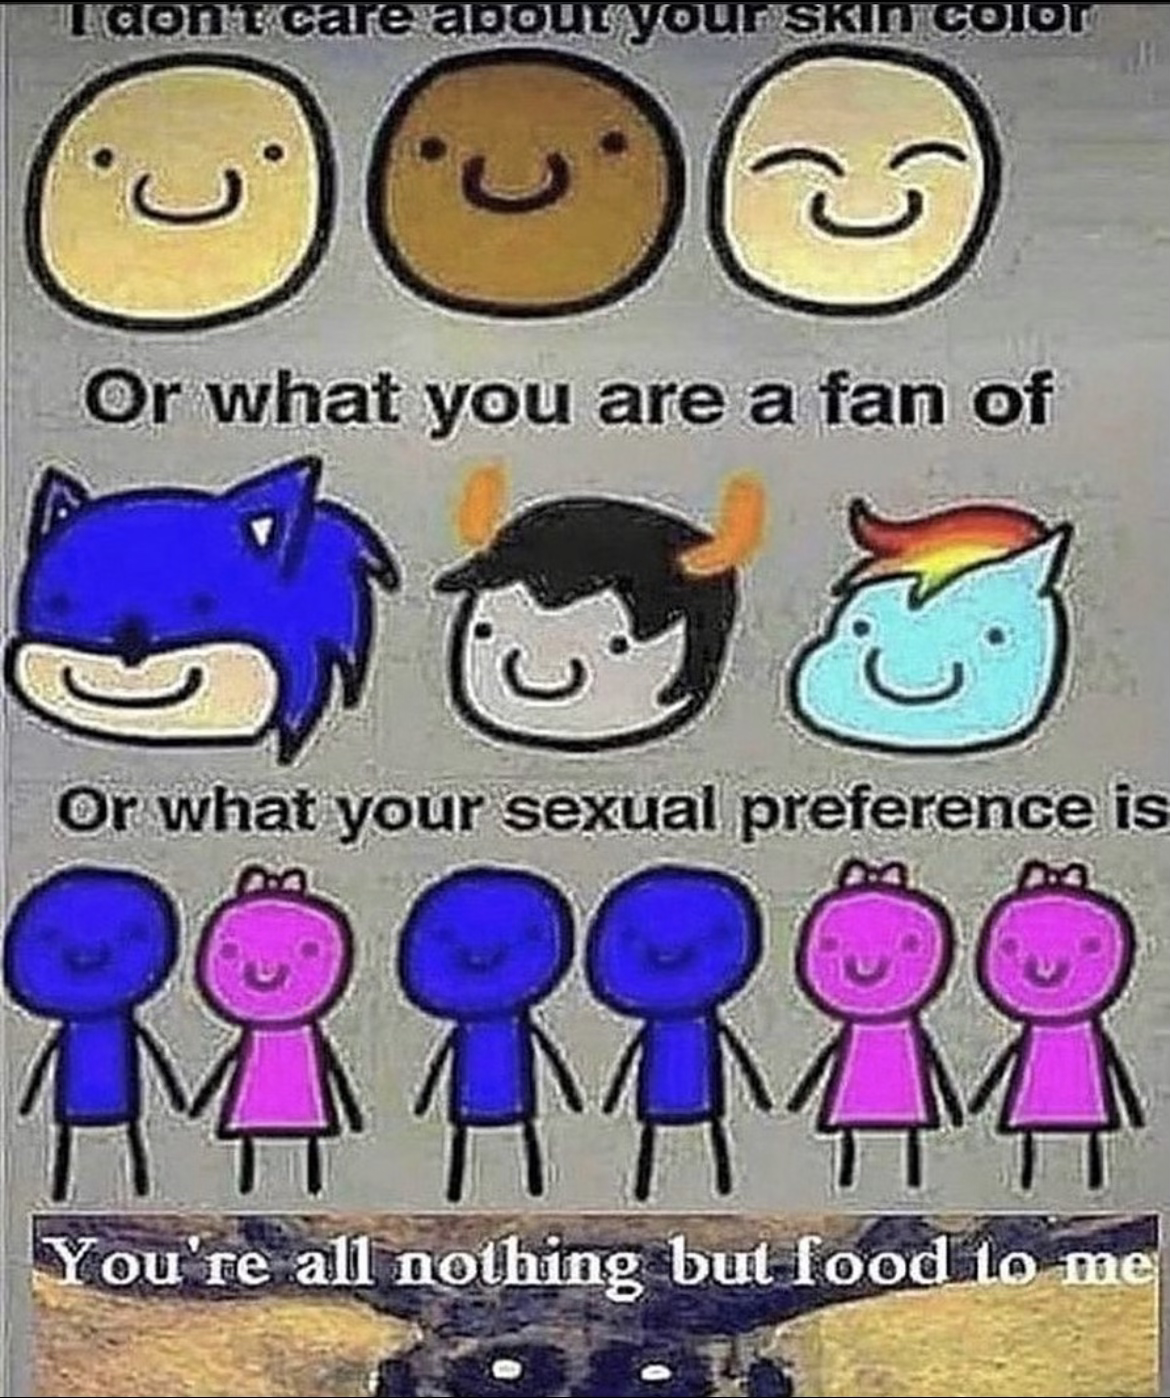 I don't care about your skin color
Or what you are a fan of
Or what your sexual preference is
You're all nothing but food to me